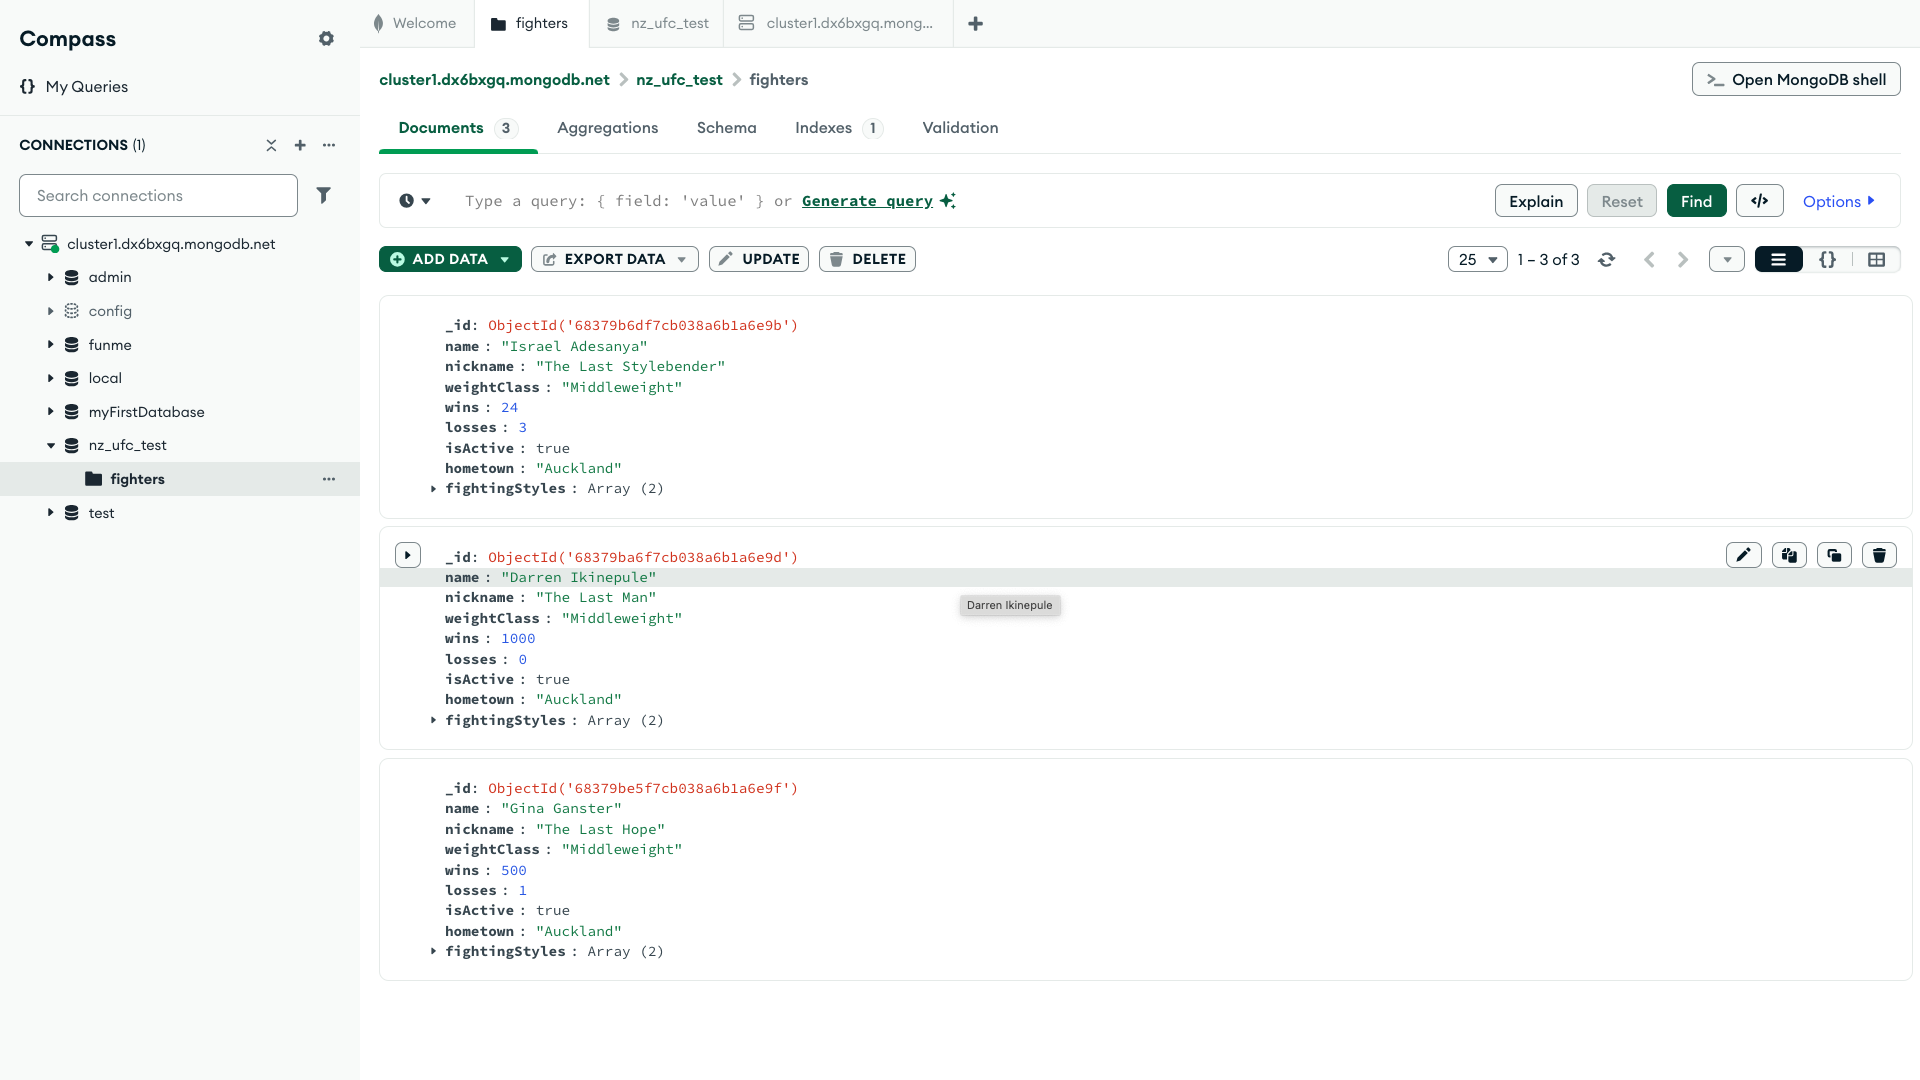 Compass
My Queries
CONNECTIONS (1)
Search connections
cluster1.dx6bxgq.mongodb.net
admin
config
funme
local
myFirstDatabase
nz_ufc_test
fighters
test
Welcome
fighters
nz_ufc_test
cluster1.dx6bxgq.mong...
cluster1.dx6bxgq.mongodb.net > nz_ufc_test > fighters
>_ Open MongoDB shell
Documents 3
Aggregations
Schema
Indexes 1
Validation
Type a query: { field: 'value' } or Generate query
Explain
Reset
Find
</>
Options
ADD DATA
EXPORT DATA
UPDATE
DELETE
25
1 – 3 of 3
{}
_id: ObjectId('68379b6df7cb038a6b1a6e9b')
name : "Israel Adesanya"
nickname : "The Last Stylebender"
weightClass : "Middleweight"
wins : 24
losses : 3
isActive : true
hometown : "Auckland"
fightingStyles : Array (2)
_id: ObjectId('68379ba6f7cb038a6b1a6e9d')
name : "Darren Ikinepule"
nickname : "The Last Man"
Darren Ikinepule
weightClass : "Middleweight"
wins : 1000
losses : 0
isActive : true
hometown : "Auckland"
fightingStyles : Array (2)
_id: ObjectId('68379be5f7cb038a6b1a6e9f')
name : "Gina Ganster"
nickname : "The Last Hope"
weightClass : "Middleweight"
wins : 500
losses : 1
isActive : true
hometown : "Auckland"
fightingStyles : Array (2)